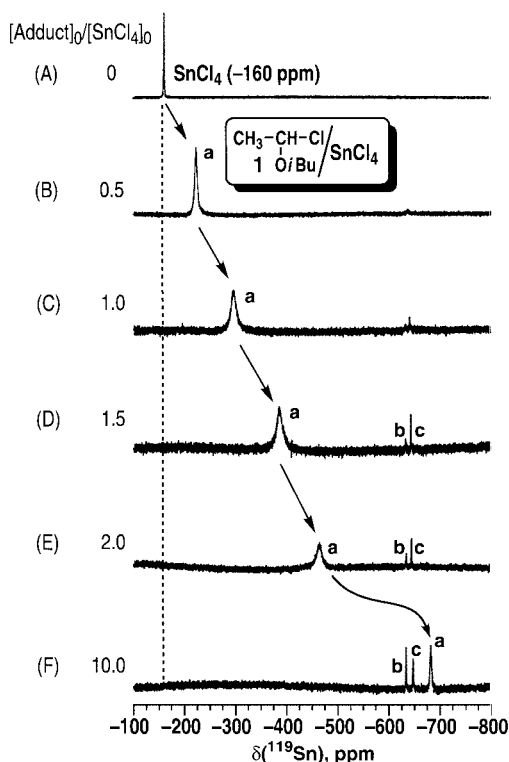 [Adduct]0/[SnCl4]0
(A) 0 SnCl4 (−160 ppm)
CH3−CH−Cl
1 OiBu
/SnCl4
a
(B) 0.5
a
(C) 1.0
a
(D) 1.5 b c
a
(E) 2.0 b c
a
(F) 10.0 b c
−100 −200 −300 −400 −500 −600 −700 −800
δ(119Sn), ppm